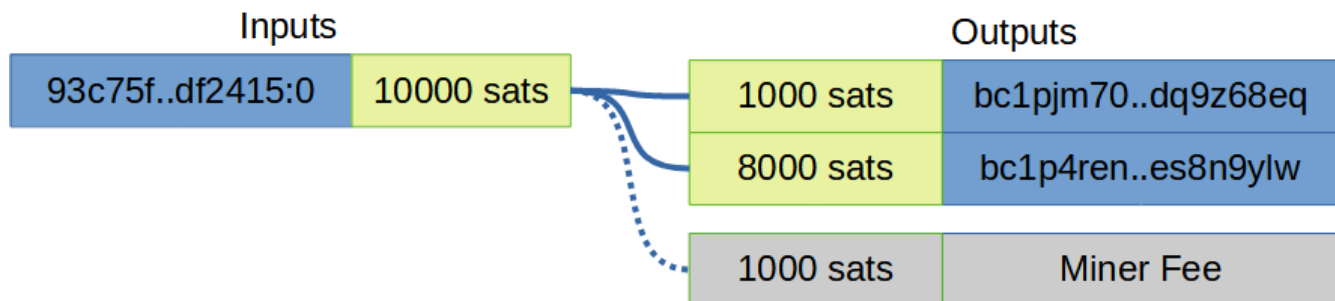 Inputs
93c75f..df2415:0 10000 sats
Outputs
1000 sats bc1pjm70..dq9z68eq
8000 sats bc1p4ren..es8n9ylw
1000 sats Miner Fee